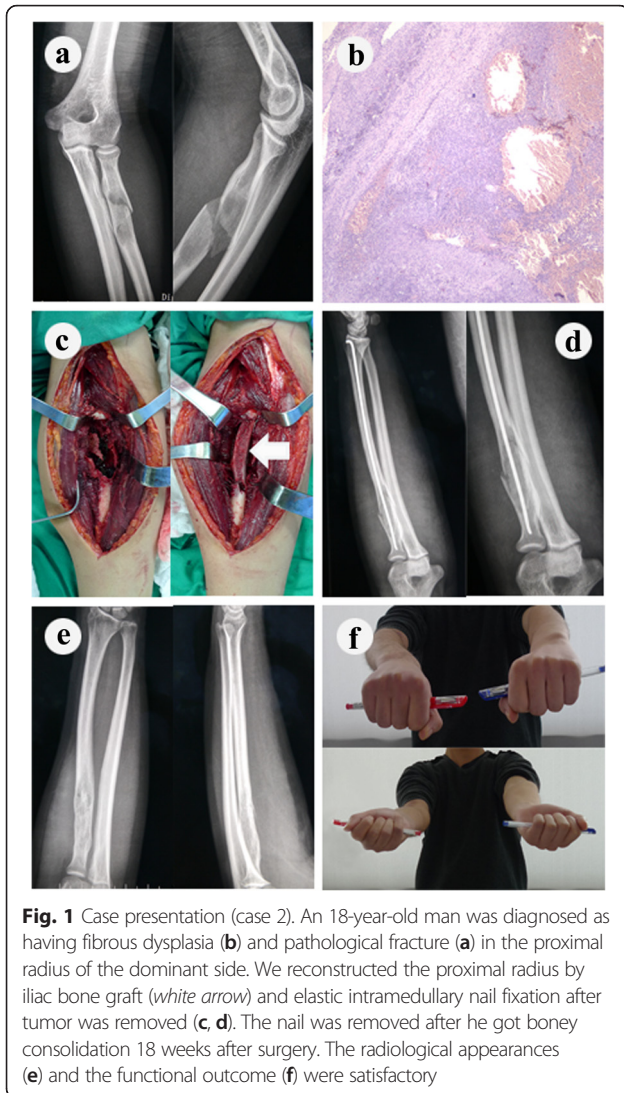 a
b
Di
c
d
e
f
Fig. 1 Case presentation (case 2). An 18-year-old man was diagnosed as
having fibrous dysplasia (b) and pathological fracture (a) in the proximal
radius of the dominant side. We reconstructed the proximal radius by
iliac bone graft (white arrow) and elastic intramedullary nail fixation after
tumor was removed (c, d). The nail was removed after he got boney
consolidation 18 weeks after surgery. The radiological appearances
(e) and the functional outcome (f) were satisfactory